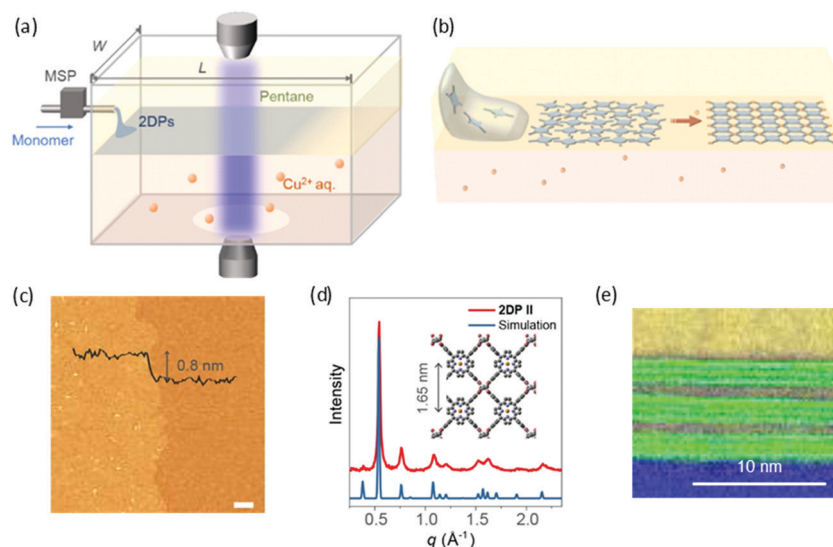 (a)
W
L
MSP
Pentane
2DPs
Monomer
Cu²⁺ aq.
(b)
(c)
0.8 nm
(d)
2DP II
Simulation
1.65 nm
Intensity
0.5 1.0 1.5 2.0
q (Å⁻¹)
(e)
10 nm